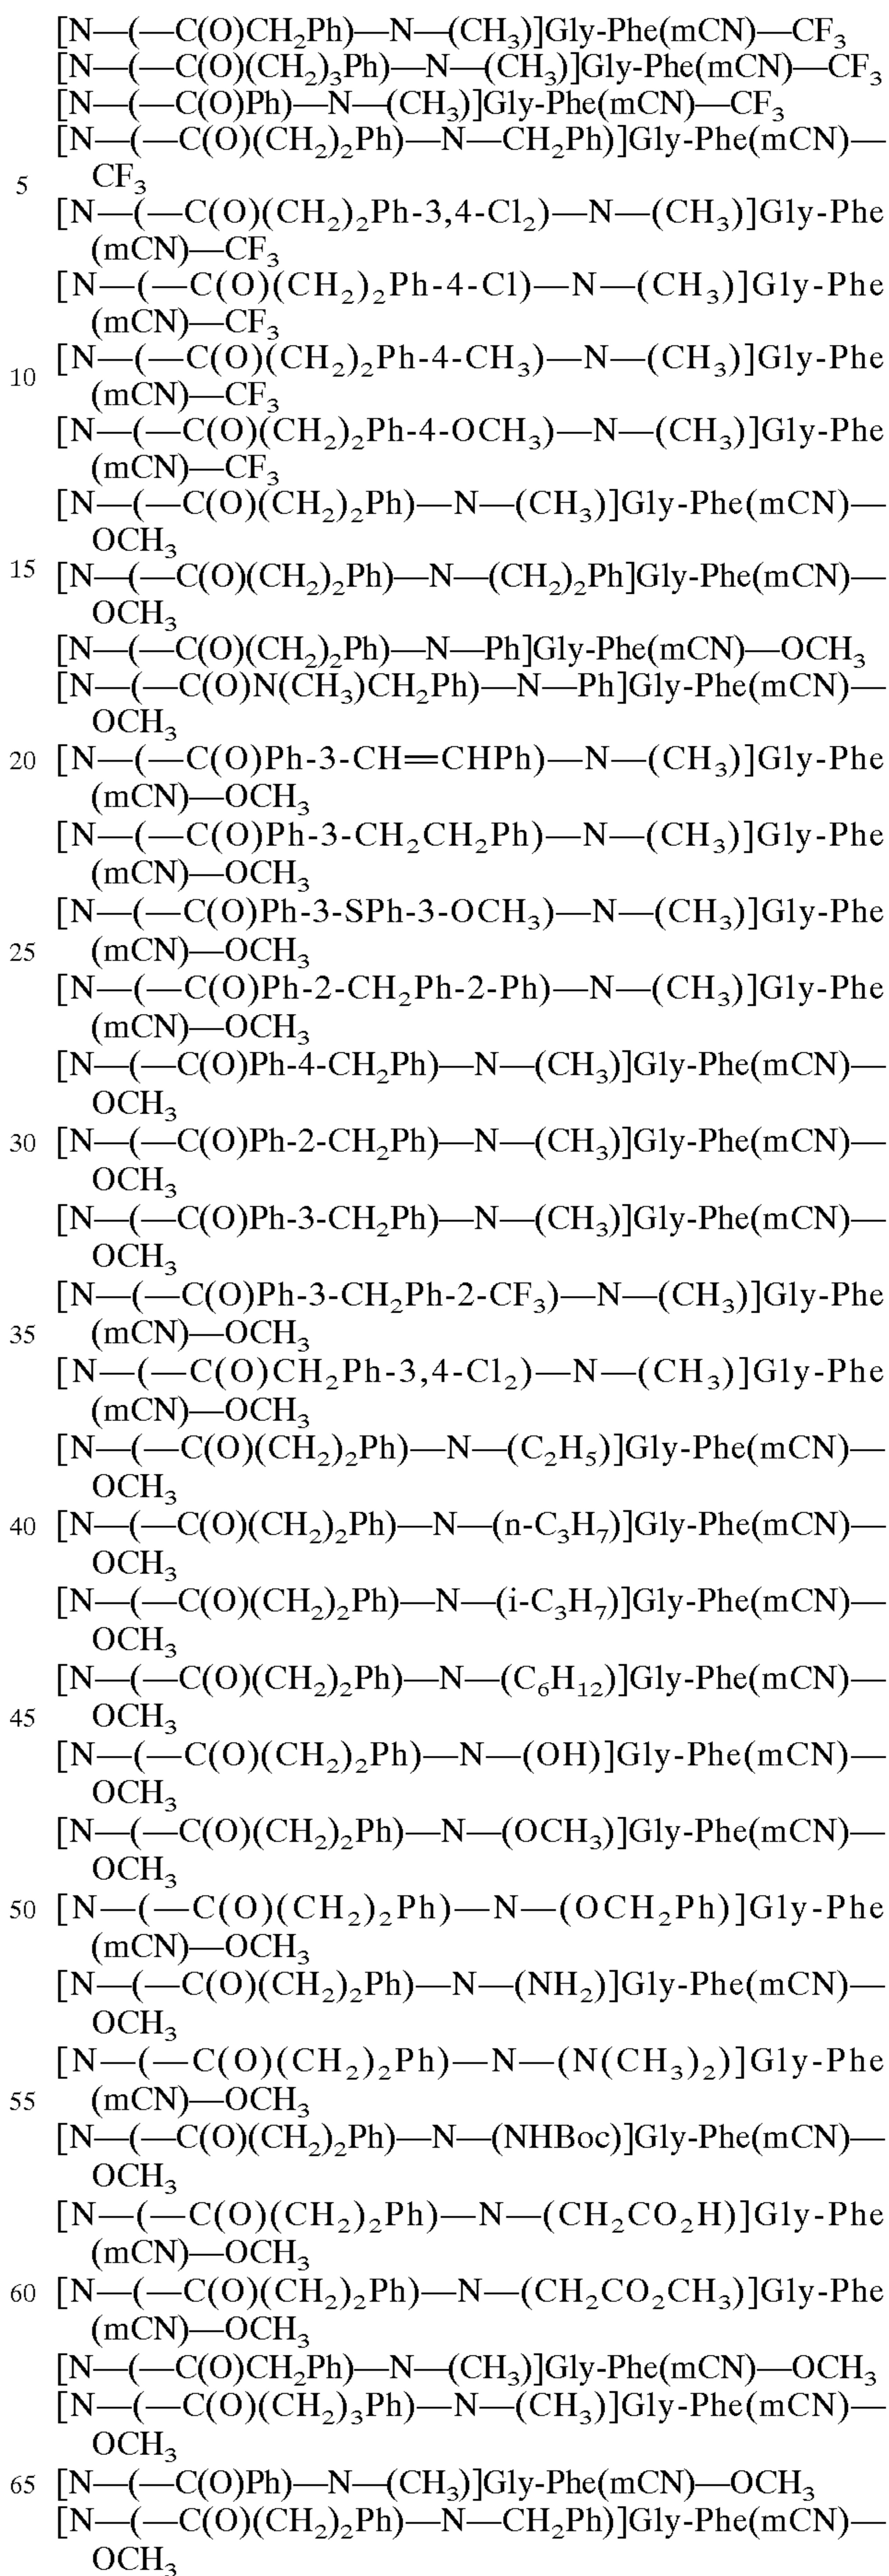 [N—(—C(O)CH₂Ph)—N—(CH₃)]Gly-Phe(mCN)—CF₃
[N—(—C(O)(CH₂)₃Ph)—N—(CH₃)]Gly-Phe(mCN)—CF₃
[N—(—C(O)Ph)—N—(CH₃)]Gly-Phe(mCN)—CF₃
[N—(—C(O)(CH₂)₂Ph)—N—CH₂Ph)]Gly-Phe(mCN)—
5 CF₃
[N—(—C(O)(CH₂)₂Ph-3,4-Cl₂)—N—(CH₃)]Gly-Phe
(mCN)—CF₃
[N—(—C(O)(CH₂)₂Ph-4-Cl)—N—(CH₃)]Gly-Phe
(mCN)—CF₃
10 [N—(—C(O)(CH₂)₂Ph-4-CH₃)—N—(CH₃)]Gly-Phe
(mCN)—CF₃
[N—(—C(O)(CH₂)₂Ph-4-OCH₃)—N—(CH₃)]Gly-Phe
(mCN)—CF₃
[N—(—C(O)(CH₂)₂Ph)—N—(CH₃)]Gly-Phe(mCN)—
OCH₃
15 [N—(—C(O)(CH₂)₂Ph)—N—(CH₂)₂Ph]Gly-Phe(mCN)—
OCH₃
[N—(—C(O)(CH₂)₂Ph)—N—Ph]Gly-Phe(mCN)—OCH₃
[N—(—C(O)N(CH₃)CH₂Ph)—N—Ph]Gly-Phe(mCN)—
OCH₃
20 [N—(—C(O)Ph-3-CH═CHPh)—N—(CH₃)]Gly-Phe
(mCN)—OCH₃
[N—(—C(O)Ph-3-CH₂CH₂Ph)—N—(CH₃)]Gly-Phe
(mCN)—OCH₃
[N—(—C(O)Ph-3-SPh-3-OCH₃)—N—(CH₃)]Gly-Phe
25 (mCN)—OCH₃
[N—(—C(O)Ph-2-CH₂Ph-2-Ph)—N—(CH₃)]Gly-Phe
(mCN)—OCH₃
[N—(—C(O)Ph-4-CH₂Ph)—N—(CH₃)]Gly-Phe(mCN)—
OCH₃
30 [N—(—C(O)Ph-2-CH₂Ph)—N—(CH₃)]Gly-Phe(mCN)—
OCH₃
[N—(—C(O)Ph-3-CH₂Ph)—N—(CH₃)]Gly-Phe(mCN)—
OCH₃
[N—(—C(O)Ph-3-CH₂Ph-2-CF₃)—N—(CH₃)]Gly-Phe
35 (mCN)—OCH₃
[N—(—C(O)CH₂Ph-3,4-Cl₂)—N—(CH₃)]Gly-Phe
(mCN)—OCH₃
[N—(—C(O)(CH₂)₂Ph)—N—(C₂H₅)]Gly-Phe(mCN)—
OCH₃
40 [N—(—C(O)(CH₂)₂Ph)—N—(n-C₃H₇)]Gly-Phe(mCN)—
OCH₃
[N—(—C(O)(CH₂)₂Ph)—N—(i-C₃H₇)]Gly-Phe(mCN)—
OCH₃
[N—(—C(O)(CH₂)₂Ph)—N—(C₆H₁₂)]Gly-Phe(mCN)—
45 OCH₃
[N—(—C(O)(CH₂)₂Ph)—N—(OH)]Gly-Phe(mCN)—
OCH₃
[N—(—C(O)(CH₂)₂Ph)—N—(OCH₃)]Gly-Phe(mCN)—
OCH₃
50 [N—(—C(O)(CH₂)₂Ph)—N—(OCH₂Ph)]Gly-Phe
(mCN)—OCH₃
[N—(—C(O)(CH₂)₂Ph)—N—(NH₂)]Gly-Phe(mCN)—
OCH₃
[N—(—C(O)(CH₂)₂Ph)—N—(N(CH₃)₂)]Gly-Phe
55 (mCN)—OCH₃
[N—(—C(O)(CH₂)₂Ph)—N—(NHBoc)]Gly-Phe(mCN)—
OCH₃
[N—(—C(O)(CH₂)₂Ph)—N—(CH₂CO₂H)]Gly-Phe
(mCN)—OCH₃
60 [N—(—C(O)(CH₂)₂Ph)—N—(CH₂CO₂CH₃)]Gly-Phe
(mCN)—OCH₃
[N—(—C(O)CH₂Ph)—N—(CH₃)]Gly-Phe(mCN)—OCH₃
[N—(—C(O)(CH₂)₃Ph)—N—(CH₃)]Gly-Phe(mCN)—
OCH₃
65 [N—(—C(O)Ph)—N—(CH₃)]Gly-Phe(mCN)—OCH₃
[N—(—C(O)(CH₂)₂Ph)—N—CH₂Ph)]Gly-Phe(mCN)—
OCH₃